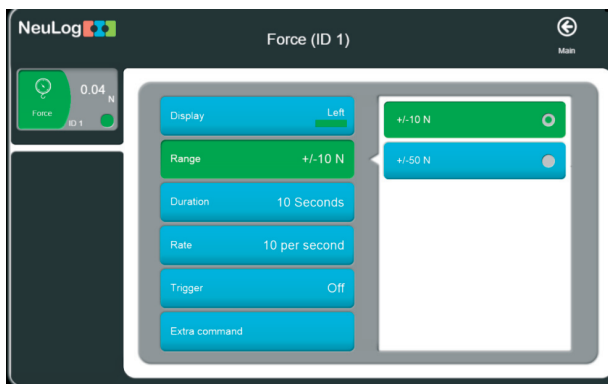 NeuLog
Force (ID 1)
Main
0.04 N
Force
ID 1
Display Left
Range +/-10 N
Duration 10 Seconds
Rate 10 per second
Trigger Off
Extra command
+/-10 N
+/-50 N